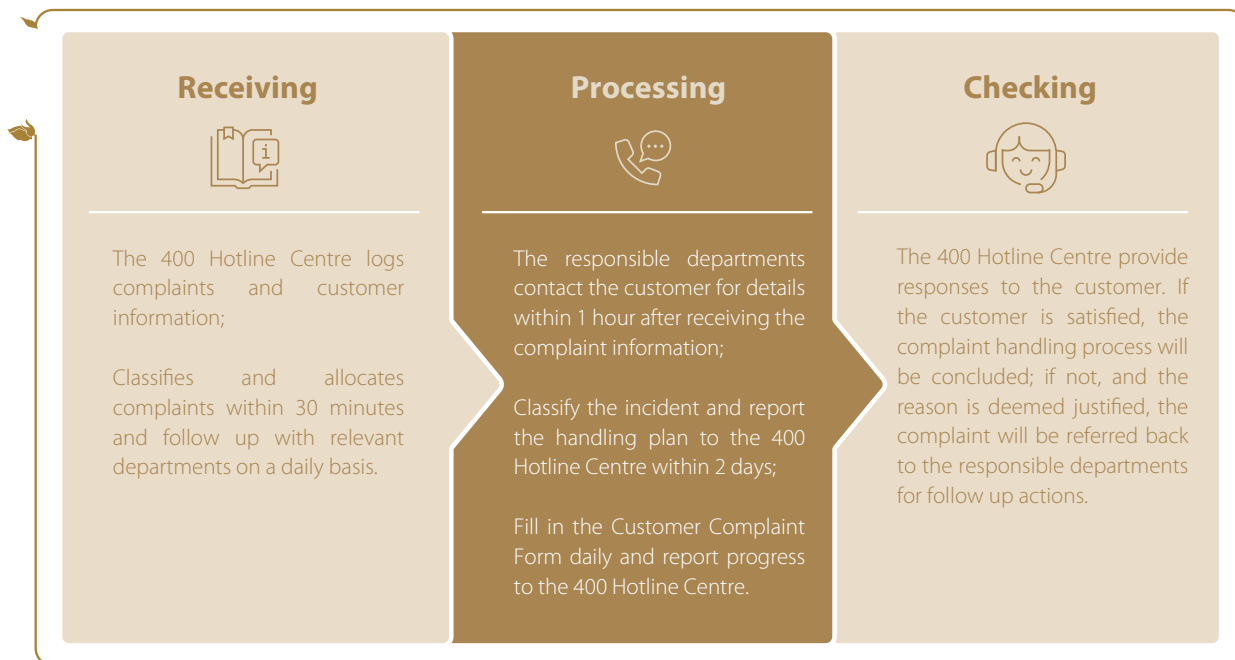 Receiving
i
The 400 Hotline Centre logs
complaints and customer
information;
Classifies and allocates
complaints within 30 minutes
and follow up with relevant
departments on a daily basis.
Processing
The responsible departments
contact the customer for details
within 1 hour after receiving the
complaint information;
Classify the incident and report
the handling plan to the 400
Hotline Centre within 2 days;
Fill in the Customer Complaint
Form daily and report progress
to the 400 Hotline Centre.
Checking
The 400 Hotline Centre provide
responses to the customer. If
the customer is satisfied, the
complaint handling process will
be concluded; if not, and the
reason is deemed justified, the
complaint will be referred back
to the responsible departments
for follow up actions.